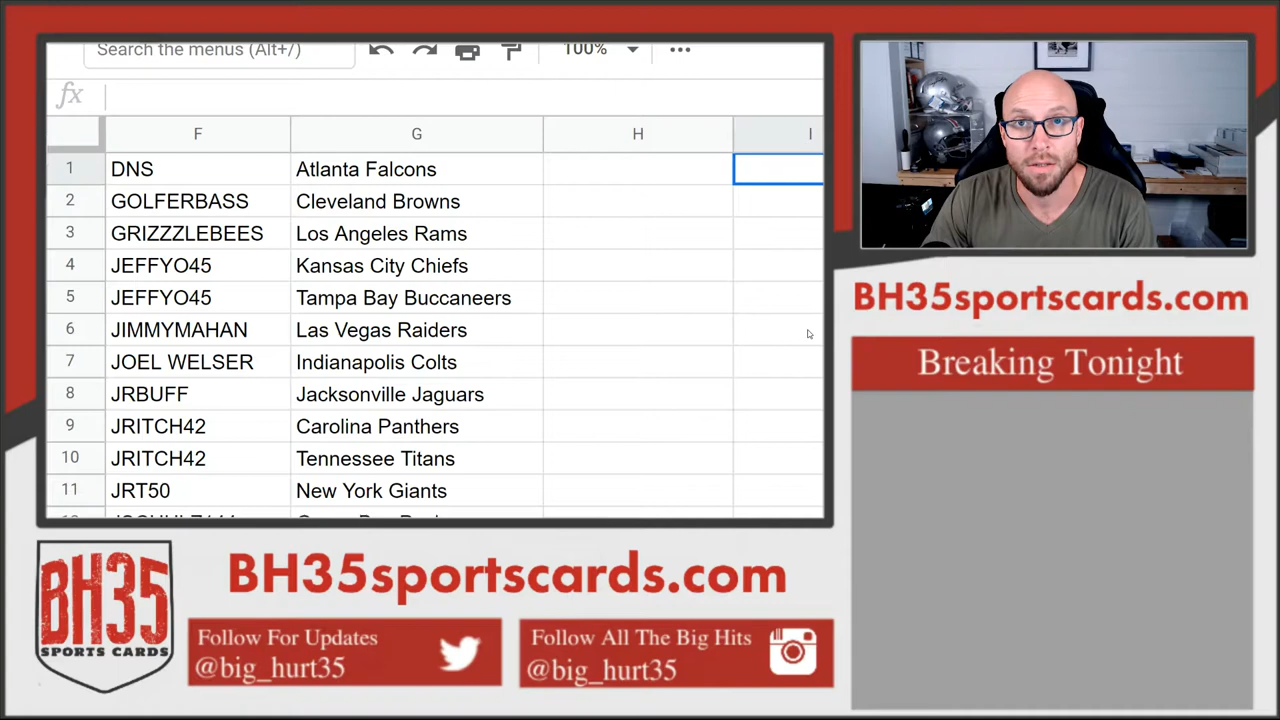 Search the menus (Alt+/)
100%
fx
F G H I
1 DNS Atlanta Falcons
2 GOLFERBASS Cleveland Browns
3 GRIZZZLEBEES Los Angeles Rams
4 JEFFYO45 Kansas City Chiefs
5 JEFFYO45 Tampa Bay Buccaneers
6 JIMMYMAHAN Las Vegas Raiders
7 JOEL WELSER Indianapolis Colts
8 JRBUFF Jacksonville Jaguars
9 JRITCH42 Carolina Panthers
10 JRITCH42 Tennessee Titans
11 JRT50 New York Giants
BH35sportscards.com
Breaking Tonight
BH35
SPORTS CARDS
BH35sportscards.com
Follow For Updates
@big_hurt35
Follow All The Big Hits
@big_hurt35